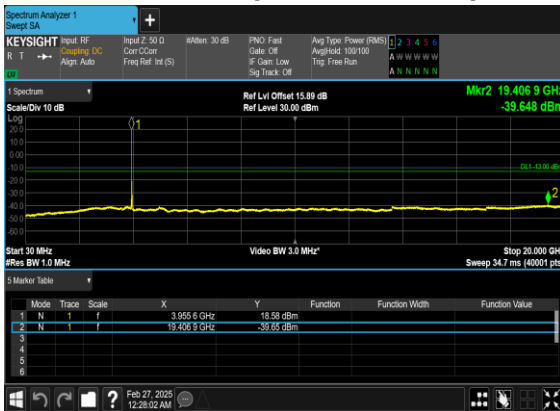 Spectrum Analyzer 1
Swept SA
+
KEYSIGHT
R T
Input: RF
Coupling: DC
Align: Auto
Input Z: 50 Ω
Corr CCorr
Freq Ref: Int (S)
#Atten: 30 dB
PNO: Fast
Gate: Off
IF Gain: Low
Sig Track: Off
Avg Type: Power (RMS)
Avg|Hold: 100/100
Trig: Free Run
1 2 3 4 5 6
A W W W W W
A N N N N N
1 Spectrum
Scale/Div 10 dB
Ref Lvl Offset 15.89 dB
Ref Level 30.00 dBm
Mkr2 19.406 9 GHz
-39.648 dBm
Log
20.0
10.0
0.00
-10.0
-20.0
-30.0
-40.0
-50.0
-60.0
1
DL1 -13.00 dBm
2
Start 30 MHz
#Res BW 1.0 MHz
Video BW 3.0 MHz*
Stop 20.000 GHz
Sweep 34.7 ms (40001 pts)
5 Marker Table
Mode Trace Scale X Y Function Function Width Function Value
1 N 1 f 3.955 6 GHz 18.58 dBm
2 N 1 f 19.406 9 GHz -39.65 dBm
3
4
5
6
?
Feb 27, 2025
12:28:02 AM